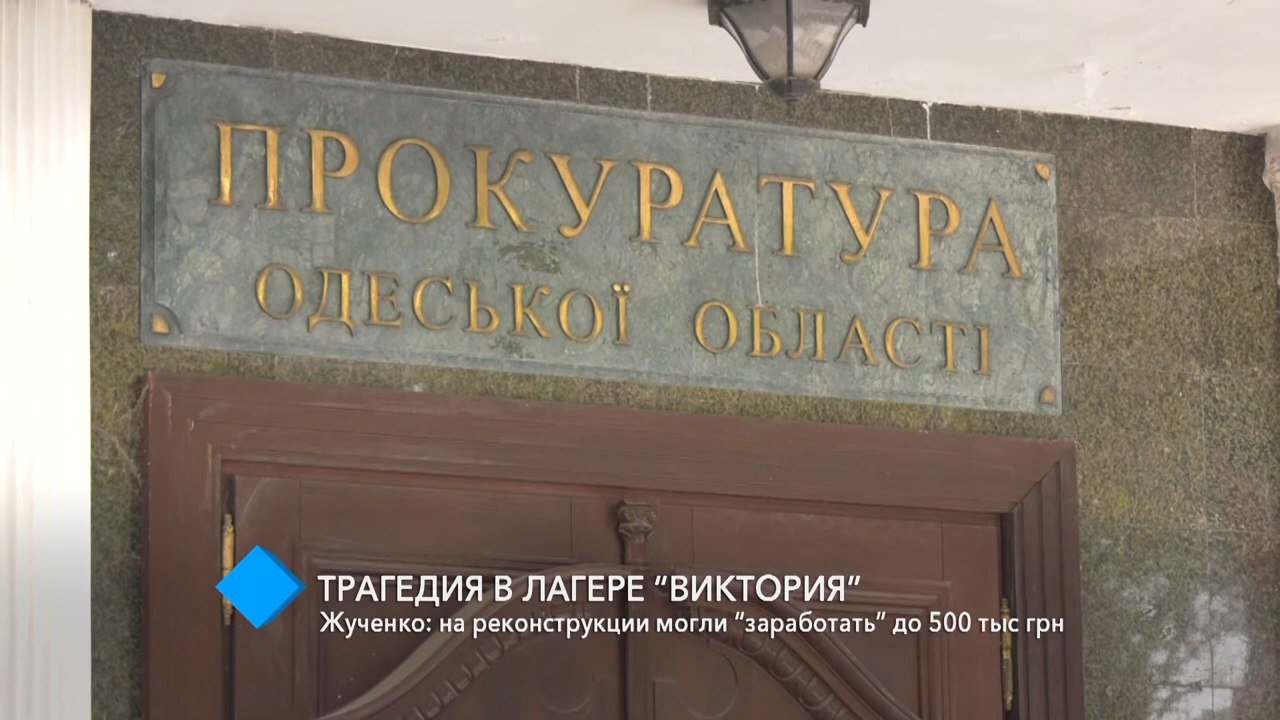 ПРОКУРАТУРА
ОДЕСЬКОЇ ОБЛАСТІ
ТРАГЕДИЯ В ЛАГЕРЕ “ВИКТОРИЯ”
Жученко: на реконструкции могли “заработать” до 500 тыс грн